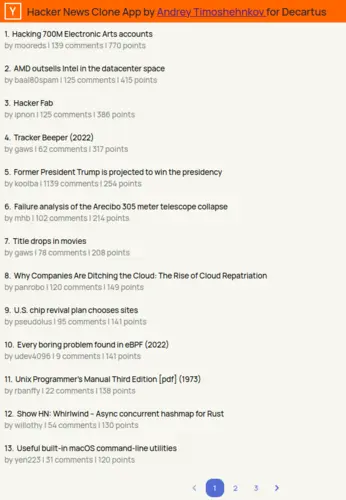 Y Hacker News Clone App by Andrey Timoshehnkov for Decartus
1. Hacking 700M Electronic Arts accounts
by mooreds | 139 comments | 770 points
2. AMD outsells Intel in the datacenter space
by baal80spam | 125 comments | 415 points
3. Hacker Fab
by ipnon | 125 comments | 386 points
4. Tracker Beeper (2022)
by gaws | 62 comments | 317 points
5. Former President Trump is projected to win the presidency
by koolba | 1139 comments | 254 points
6. Failure analysis of the Arecibo 305 meter telescope collapse
by mhb | 102 comments | 214 points
7. Title drops in movies
by gaws | 78 comments | 208 points
8. Why Companies Are Ditching the Cloud: The Rise of Cloud Repatriation
by panrobo | 120 comments | 149 points
9. U.S. chip revival plan chooses sites
by pseudolus | 95 comments | 141 points
10. Every boring problem found in eBPF (2022)
by udev4096 | 9 comments | 141 points
11. Unix Programmer's Manual Third Edition [pdf] (1973)
by rbanffy | 22 comments | 138 points
12. Show HN: Whirlwind – Async concurrent hashmap for Rust
by willothy | 54 comments | 130 points
13. Useful built-in macOS command-line utilities
by yen223 | 31 comments | 120 points
< 1 2 3 >